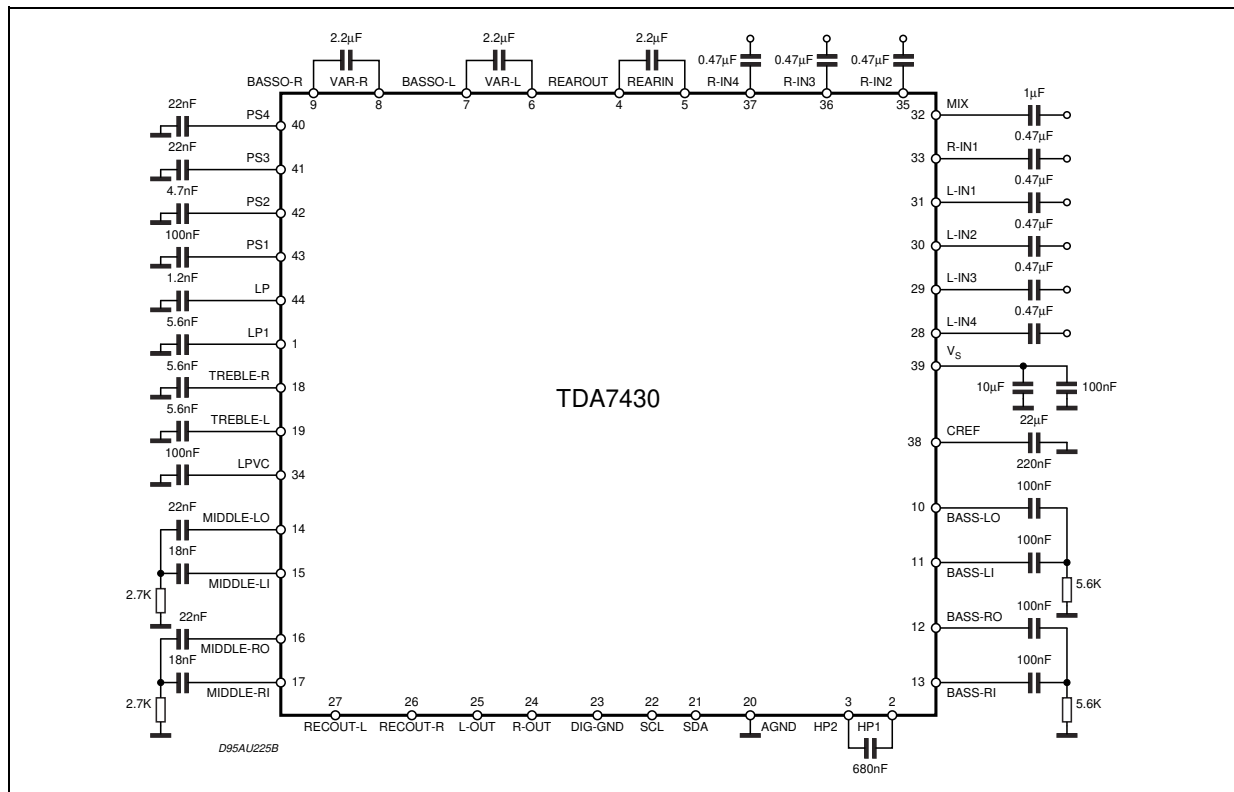 2.2µF
2.2µF
2.2µF
0.47µF
0.47µF
0.47µF
BASSO-R
VAR-R
BASSO-L
VAR-L
REAROUT
REARIN
R-IN4
R-IN3
R-IN2
9
8
7
6
4
5
37
36
35
22nF
PS4
40
22nF
PS3
41
4.7nF
PS2
42
100nF
PS1
43
1.2nF
LP
44
5.6nF
LP1
1
5.6nF
TREBLE-R
18
5.6nF
TREBLE-L
19
100nF
LPVC
34
22nF
MIDDLE-LO
14
18nF
MIDDLE-LI
15
2.7K
22nF
MIDDLE-RO
16
18nF
MIDDLE-RI
17
2.7K
TDA7430
32
MIX
1µF
0.47µF
33
R-IN1
0.47µF
31
L-IN1
0.47µF
30
L-IN2
0.47µF
29
L-IN3
0.47µF
28
L-IN4
VS
39
10µF
100nF
22µF
38
CREF
220nF
100nF
10
BASS-LO
100nF
11
BASS-LI
5.6K
100nF
12
BASS-RO
100nF
13
BASS-RI
5.6K
27
26
25
24
23
22
21
20
3
2
RECOUT-L
RECOUT-R
L-OUT
R-OUT
DIG-GND
SCL
SDA
AGND
HP2
HP1
680nF
D95AU225B